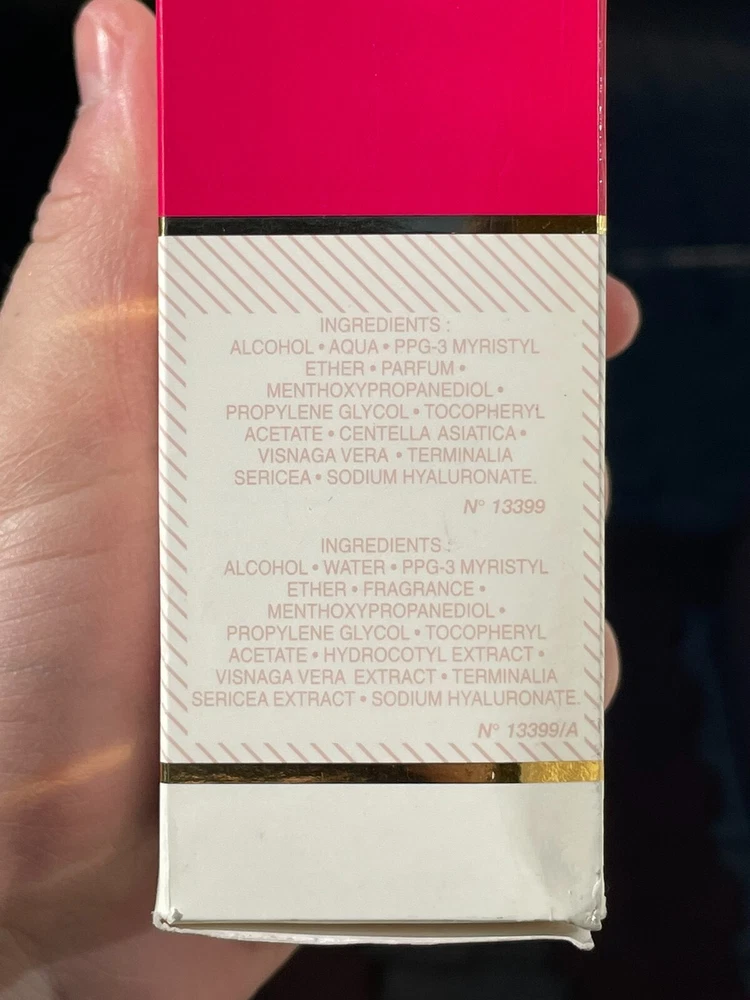 INGREDIENTS :
ALCOHOL • AQUA • PPG-3 MYRISTYL
ETHER • PARFUM •
MENTHOXYPROPANEDIOL •
PROPYLENE GLYCOL • TOCOPHERYL
ACETATE • CENTELLA ASIATICA •
VISNAGA VERA • TERMINALIA
SERICEA • SODIUM HYALURONATE.
N° 13399
INGREDIENTS :
ALCOHOL • WATER • PPG-3 MYRISTYL
ETHER • FRAGRANCE •
MENTHOXYPROPANEDIOL •
PROPYLENE GLYCOL • TOCOPHERYL
ACETATE • HYDROCOTYL EXTRACT •
VISNAGA VERA EXTRACT • TERMINALIA
SERICEA EXTRACT • SODIUM HYALURONATE.
N° 13399/A